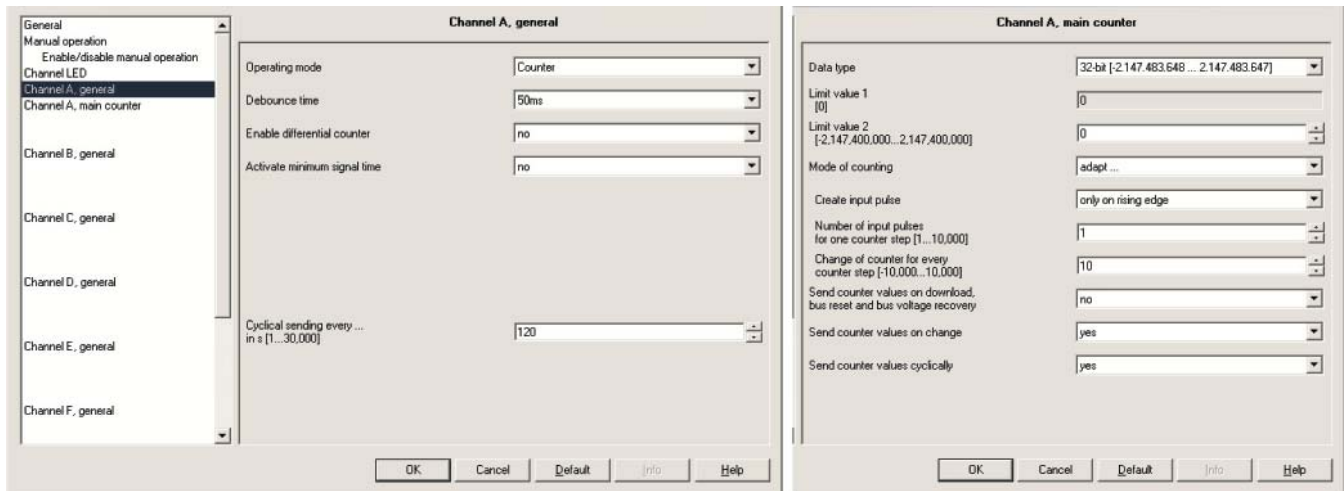 General
Manual operation
Enable/disable manual operation
Channel LED
Channel A, general
Channel A, main counter
Channel B, general
Channel C, general
Channel D, general
Channel E, general
Channel F, general
Channel A, general
Operating mode
Counter
Debounce time
50ms
Enable differential counter
no
Activate minimum signal time
no
Cyclical sending every ...
in s [1...30,000]
120
OK
Cancel
Default
Info
Help
Channel A, main counter
Data type
32-bit [-2.147.483.648 ... 2.147.483.647]
Limit value 1
[0]
0
Limit value 2
[-2,147,400,000...2,147,400,000]
0
Mode of counting
adapt ...
Create input pulse
only on rising edge
Number of input pulses
for one counter step [1...10,000]
1
Change of counter for every
counter step [-10,000...10,000]
10
Send counter values on download,
bus reset and bus voltage recovery
no
Send counter values on change
yes
Send counter values cyclically
yes
OK
Cancel
Default
Info
Help